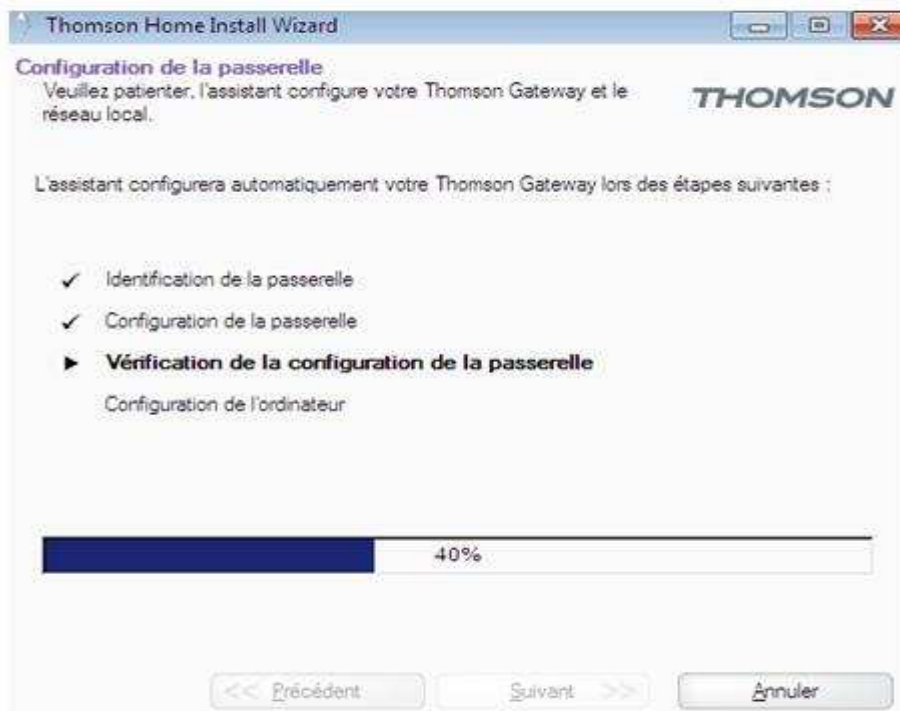 Thomson Home Install Wizard
Configuration de la passerelle
Veuillez patienter, l'assistant configure votre Thomson Gateway et le
réseau local.
THOMSON
L'assistant configurera automatiquement votre Thomson Gateway lors des étapes suivantes :
✓ Identification de la passerelle
✓ Configuration de la passerelle
► Vérification de la configuration de la passerelle
Configuration de l'ordinateur
40%
<< Précédent
Suivant >>
Annuler